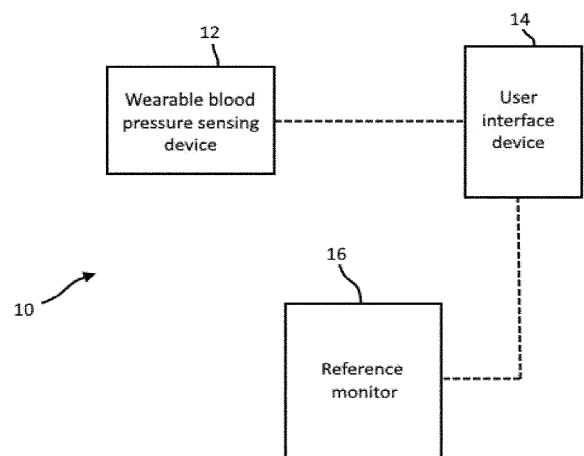 12
Wearable blood
pressure sensing
device
14
User
interface
device
10
16
Reference
monitor